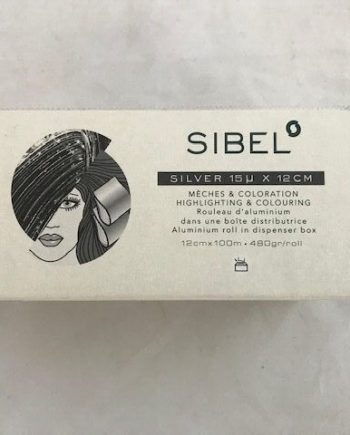 SIBEL
SILVER 15µ X 12CM
MÈCHES & COLORATION
HIGHLIGHTING & COLOURING
Rouleau d'aluminium
dans une boîte distributrice
Aluminium roll in dispenser box
12cmx100m • 480gr/roll